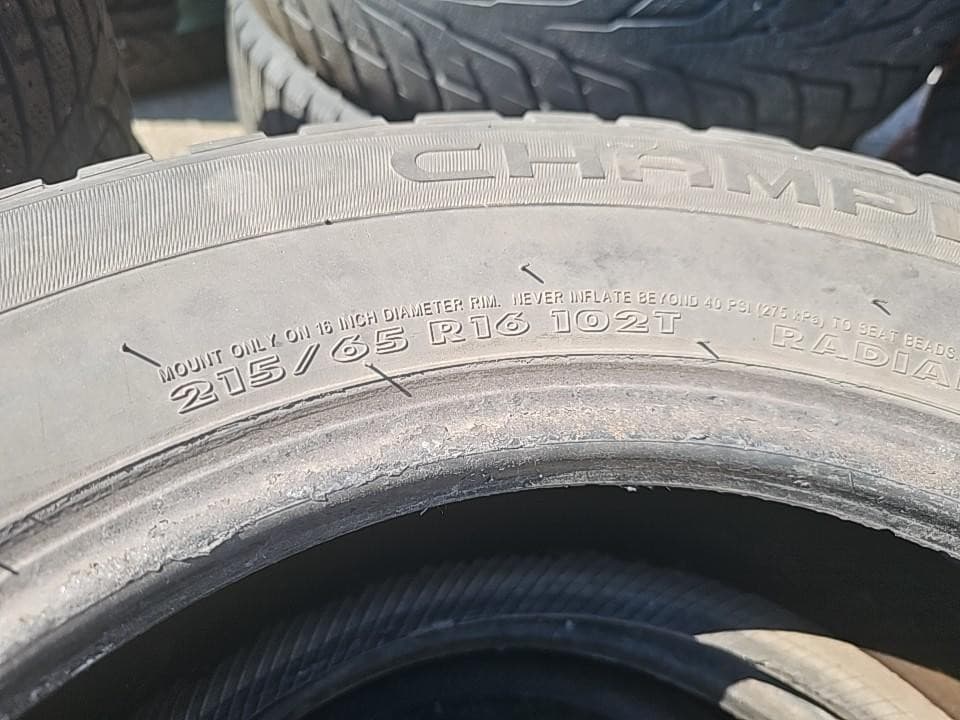 CHAMP
MOUNT ONLY ON 16 INCH DIAMETER RIM. NEVER INFLATE BEYOND 40 PSI (275 kPa) TO SEAT BEADS
215/65 R16 102T RADIA